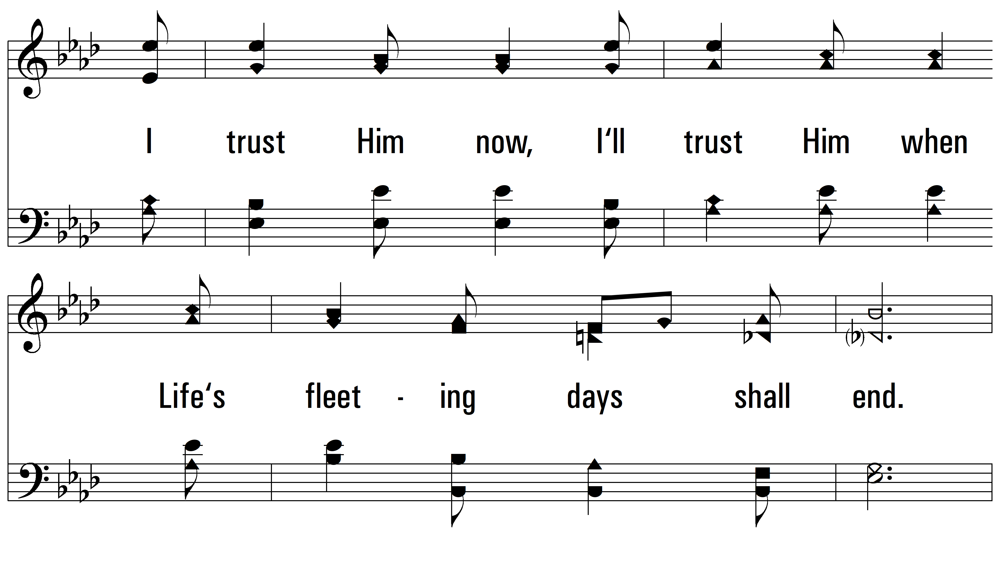 I trust Him now, I‘ll trust Him when
Life‘s fleet - ing days shall end.